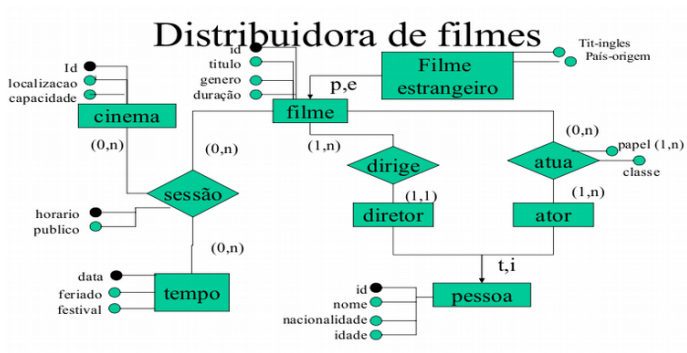 Distribuidora de filmes
id
titulo
genero
duração
Id
localizacao
capacidade
cinema
filme
p,e
Filme
estrangeiro
Tit-ingles
País-origem
(0,n)
(0,n)
(1,n)
(0,n)
sessão
dirige
atua
papel (1,n)
classe
(1,1)
(1,n)
diretor
ator
horario
publico
(0,n)
t,i
data
feriado
festival
tempo
id
nome
nacionalidade
idade
pessoa